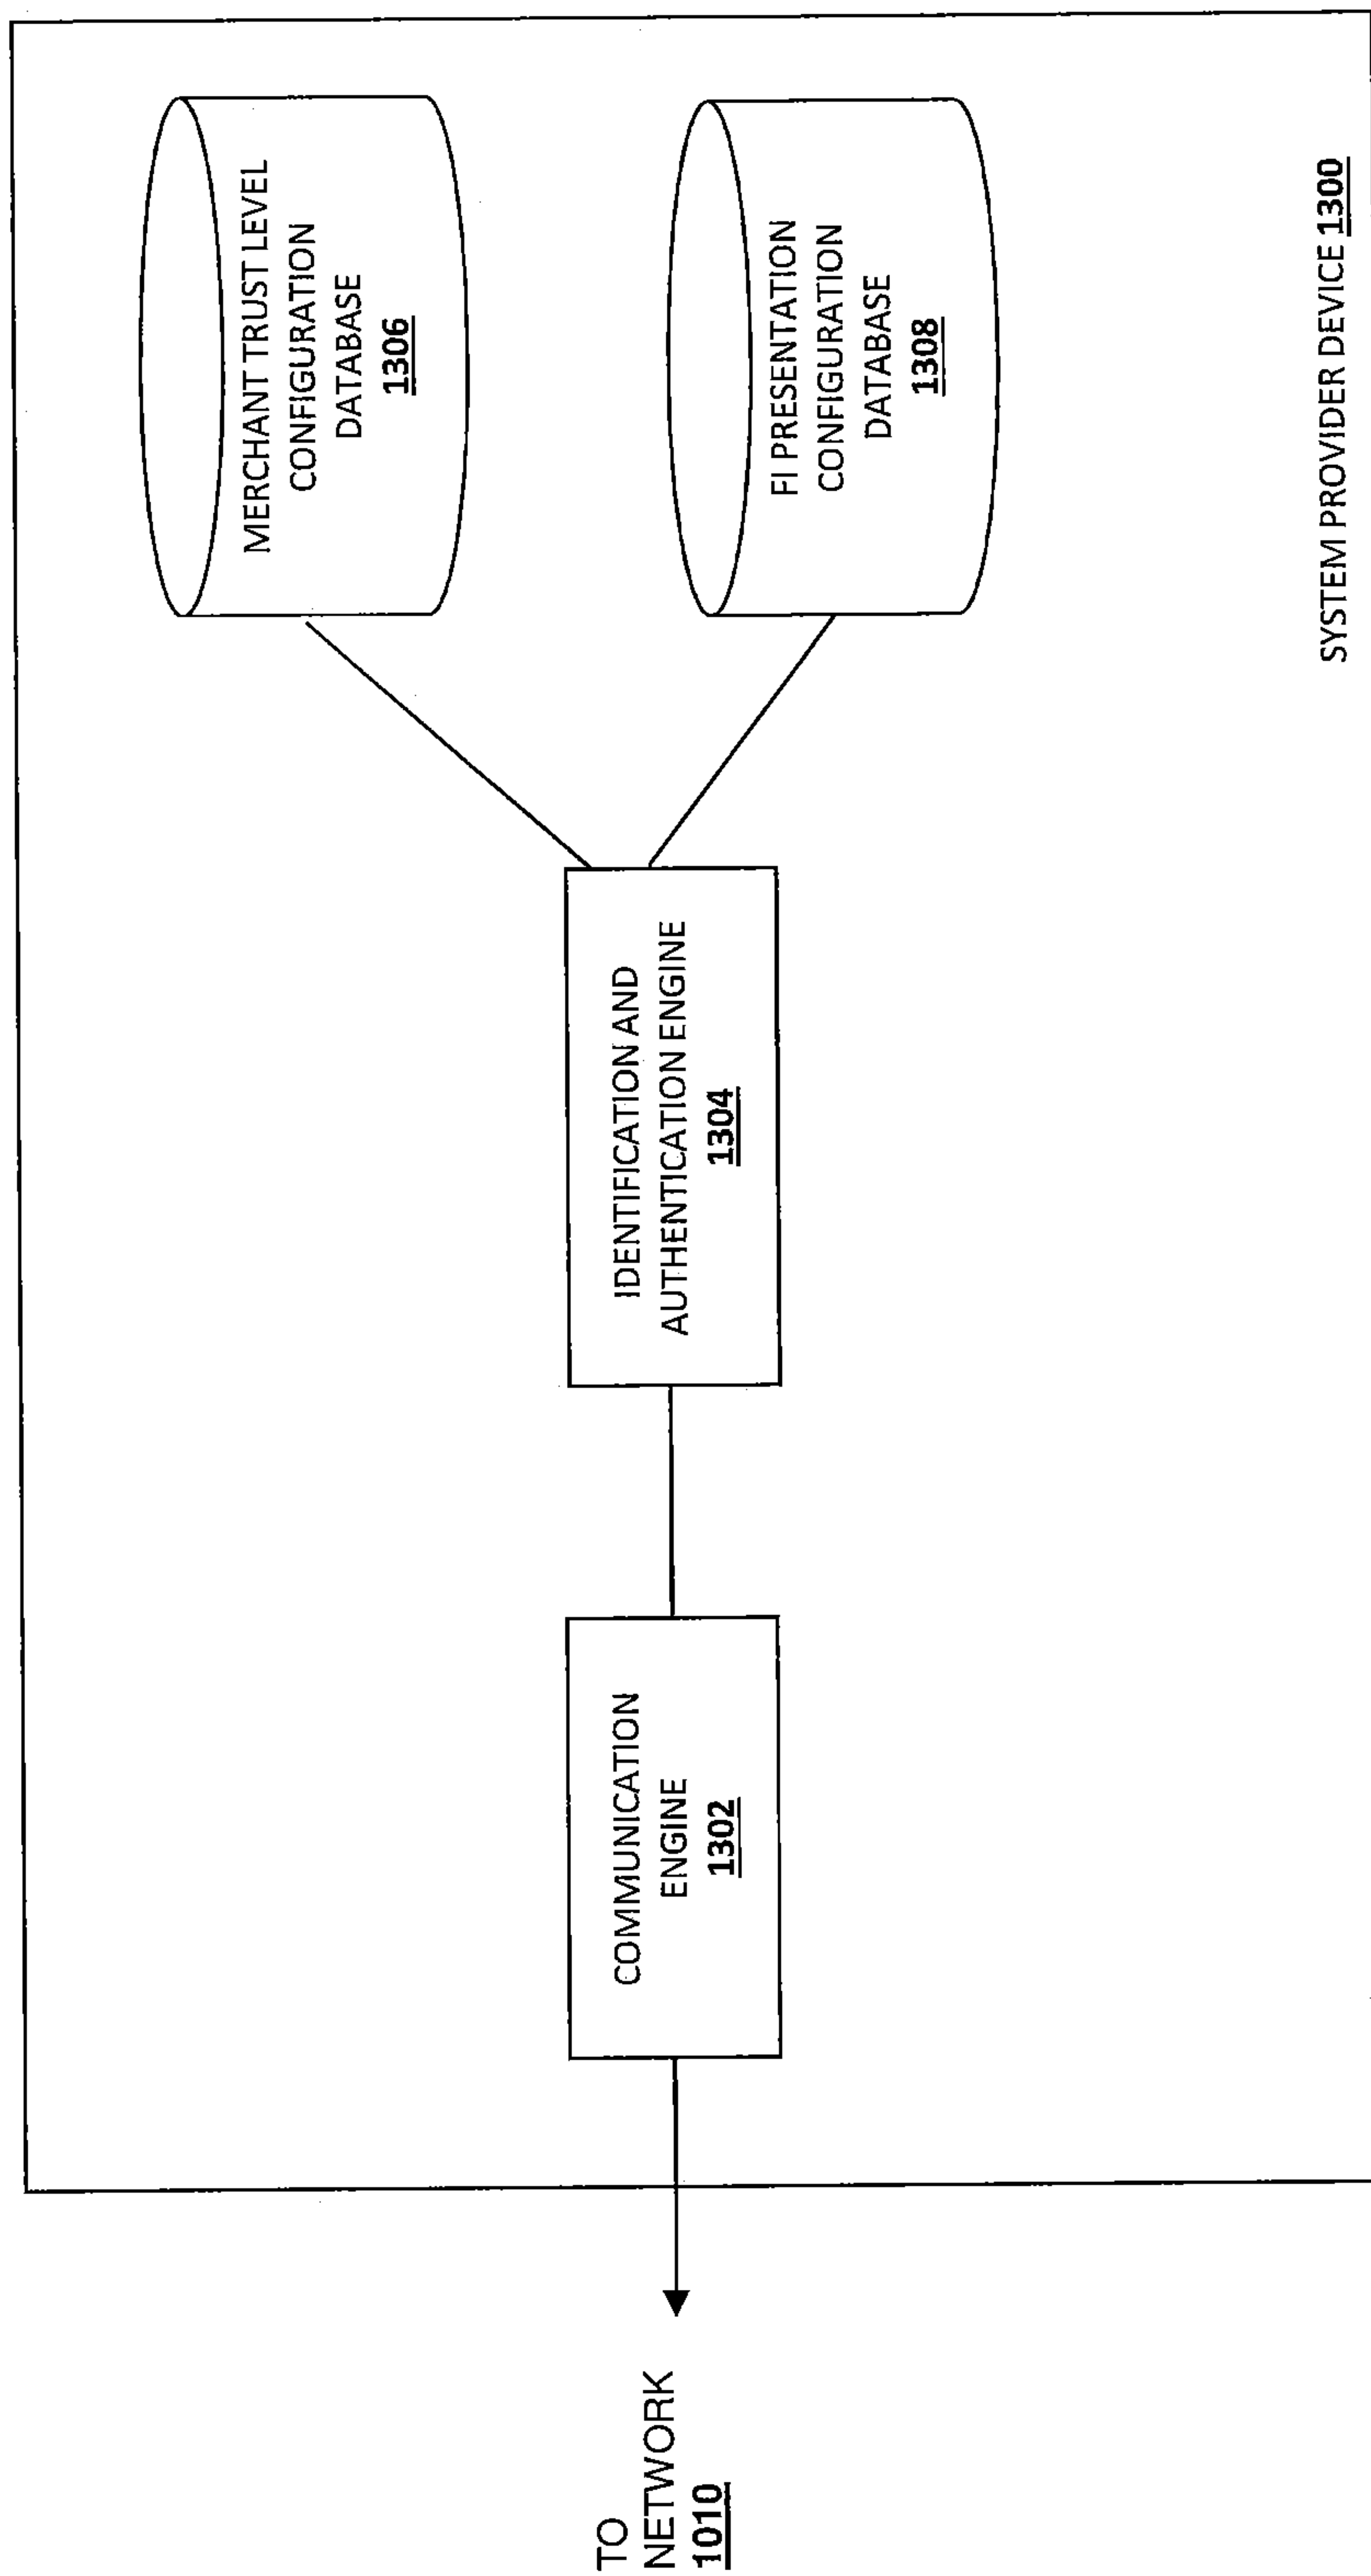 TO
NETWORK
1010
COMMUNICATION
ENGINE
1302
IDENTIFICATION AND
AUTHENTICATION ENGINE
1304
MERCHANT TRUST LEVEL
CONFIGURATION
DATABASE
1306
FI PRESENTATION
CONFIGURATION
DATABASE
1308
SYSTEM PROVIDER DEVICE 1300